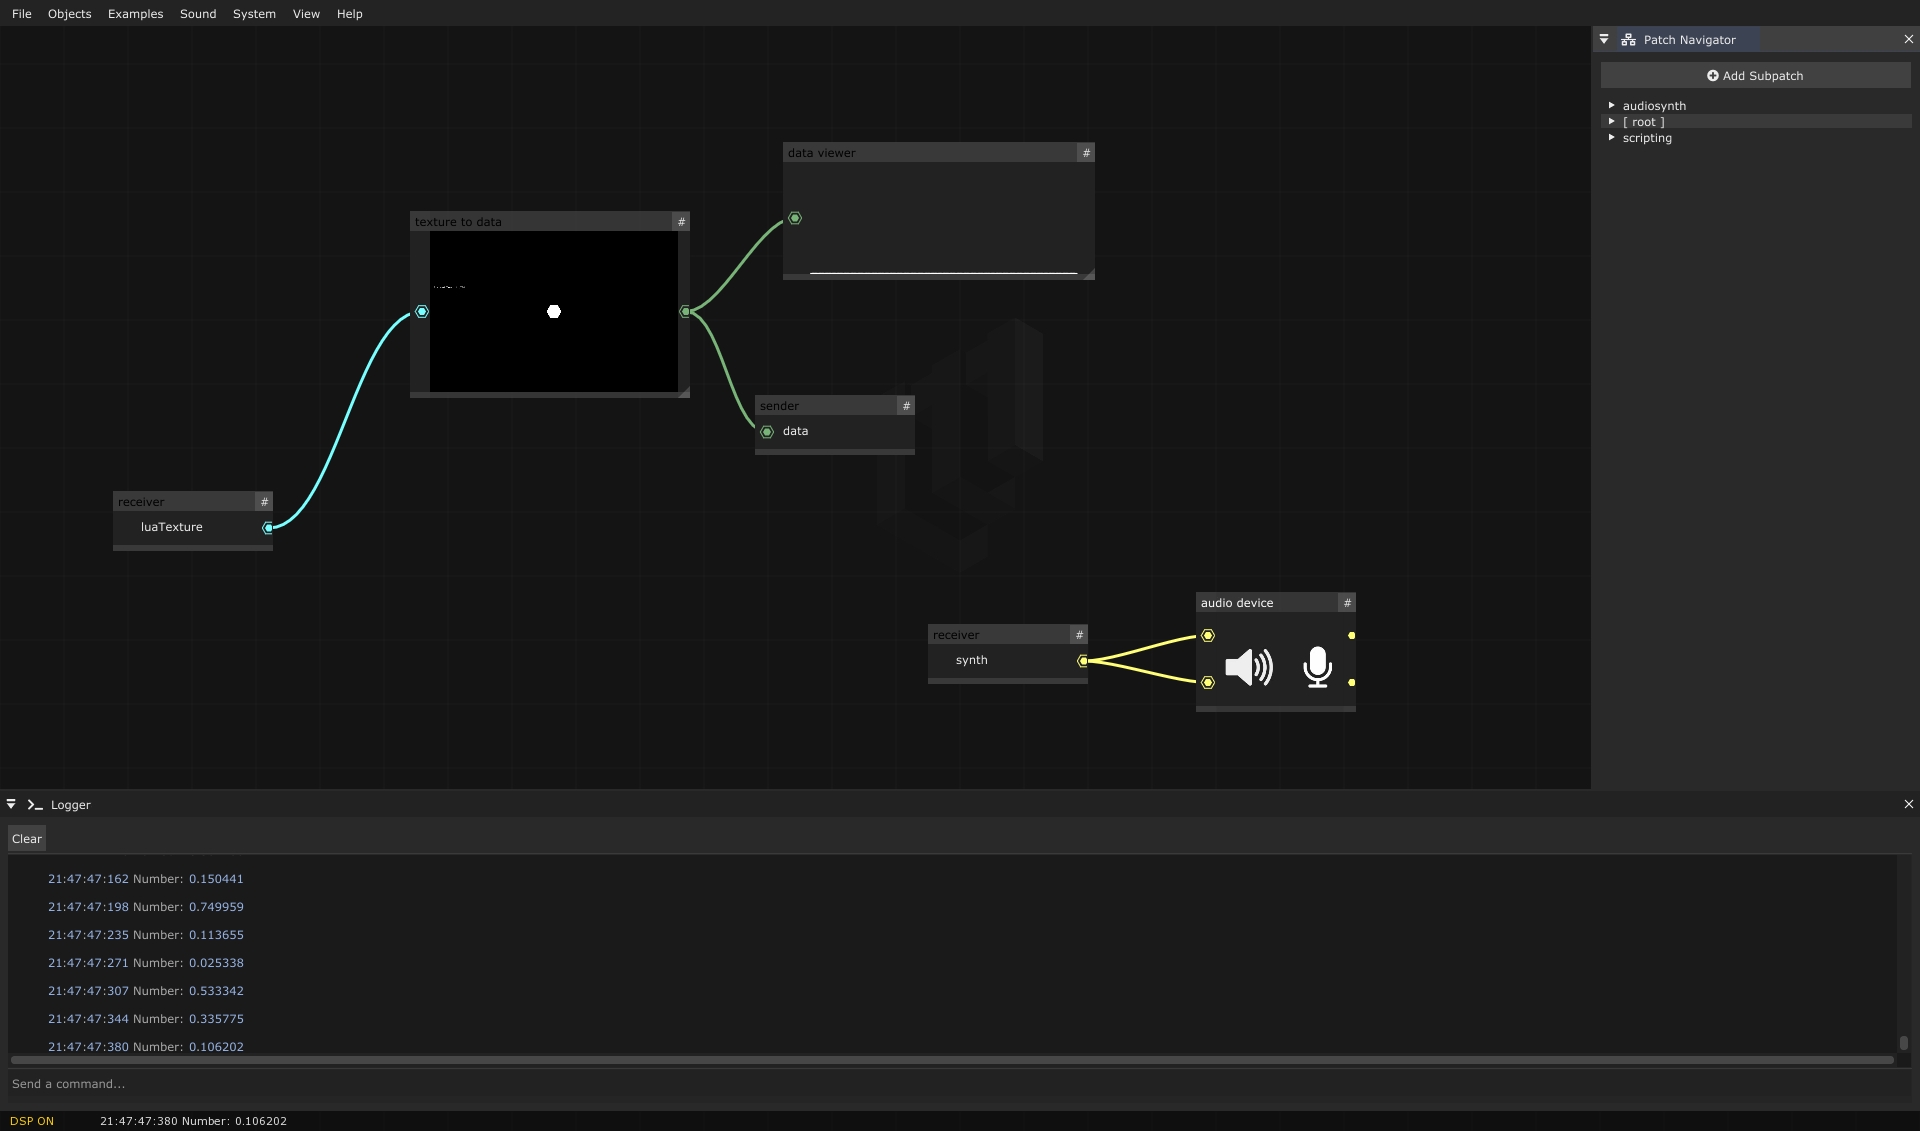 File Objects Examples Sound System View Help
Patch Navigator
Add Subpatch
audiosynth
[ root ]
scripting
data viewer #
texture to data #
sender #
data
receiver #
luaTexture
audio device #
receiver #
synth
Logger
Clear
21:47:47:162 Number: 0.150441
21:47:47:198 Number: 0.749959
21:47:47:235 Number: 0.113655
21:47:47:271 Number: 0.025338
21:47:47:307 Number: 0.533342
21:47:47:344 Number: 0.335775
21:47:47:380 Number: 0.106202
Send a command...
DSP ON 21:47:47:380 Number: 0.106202